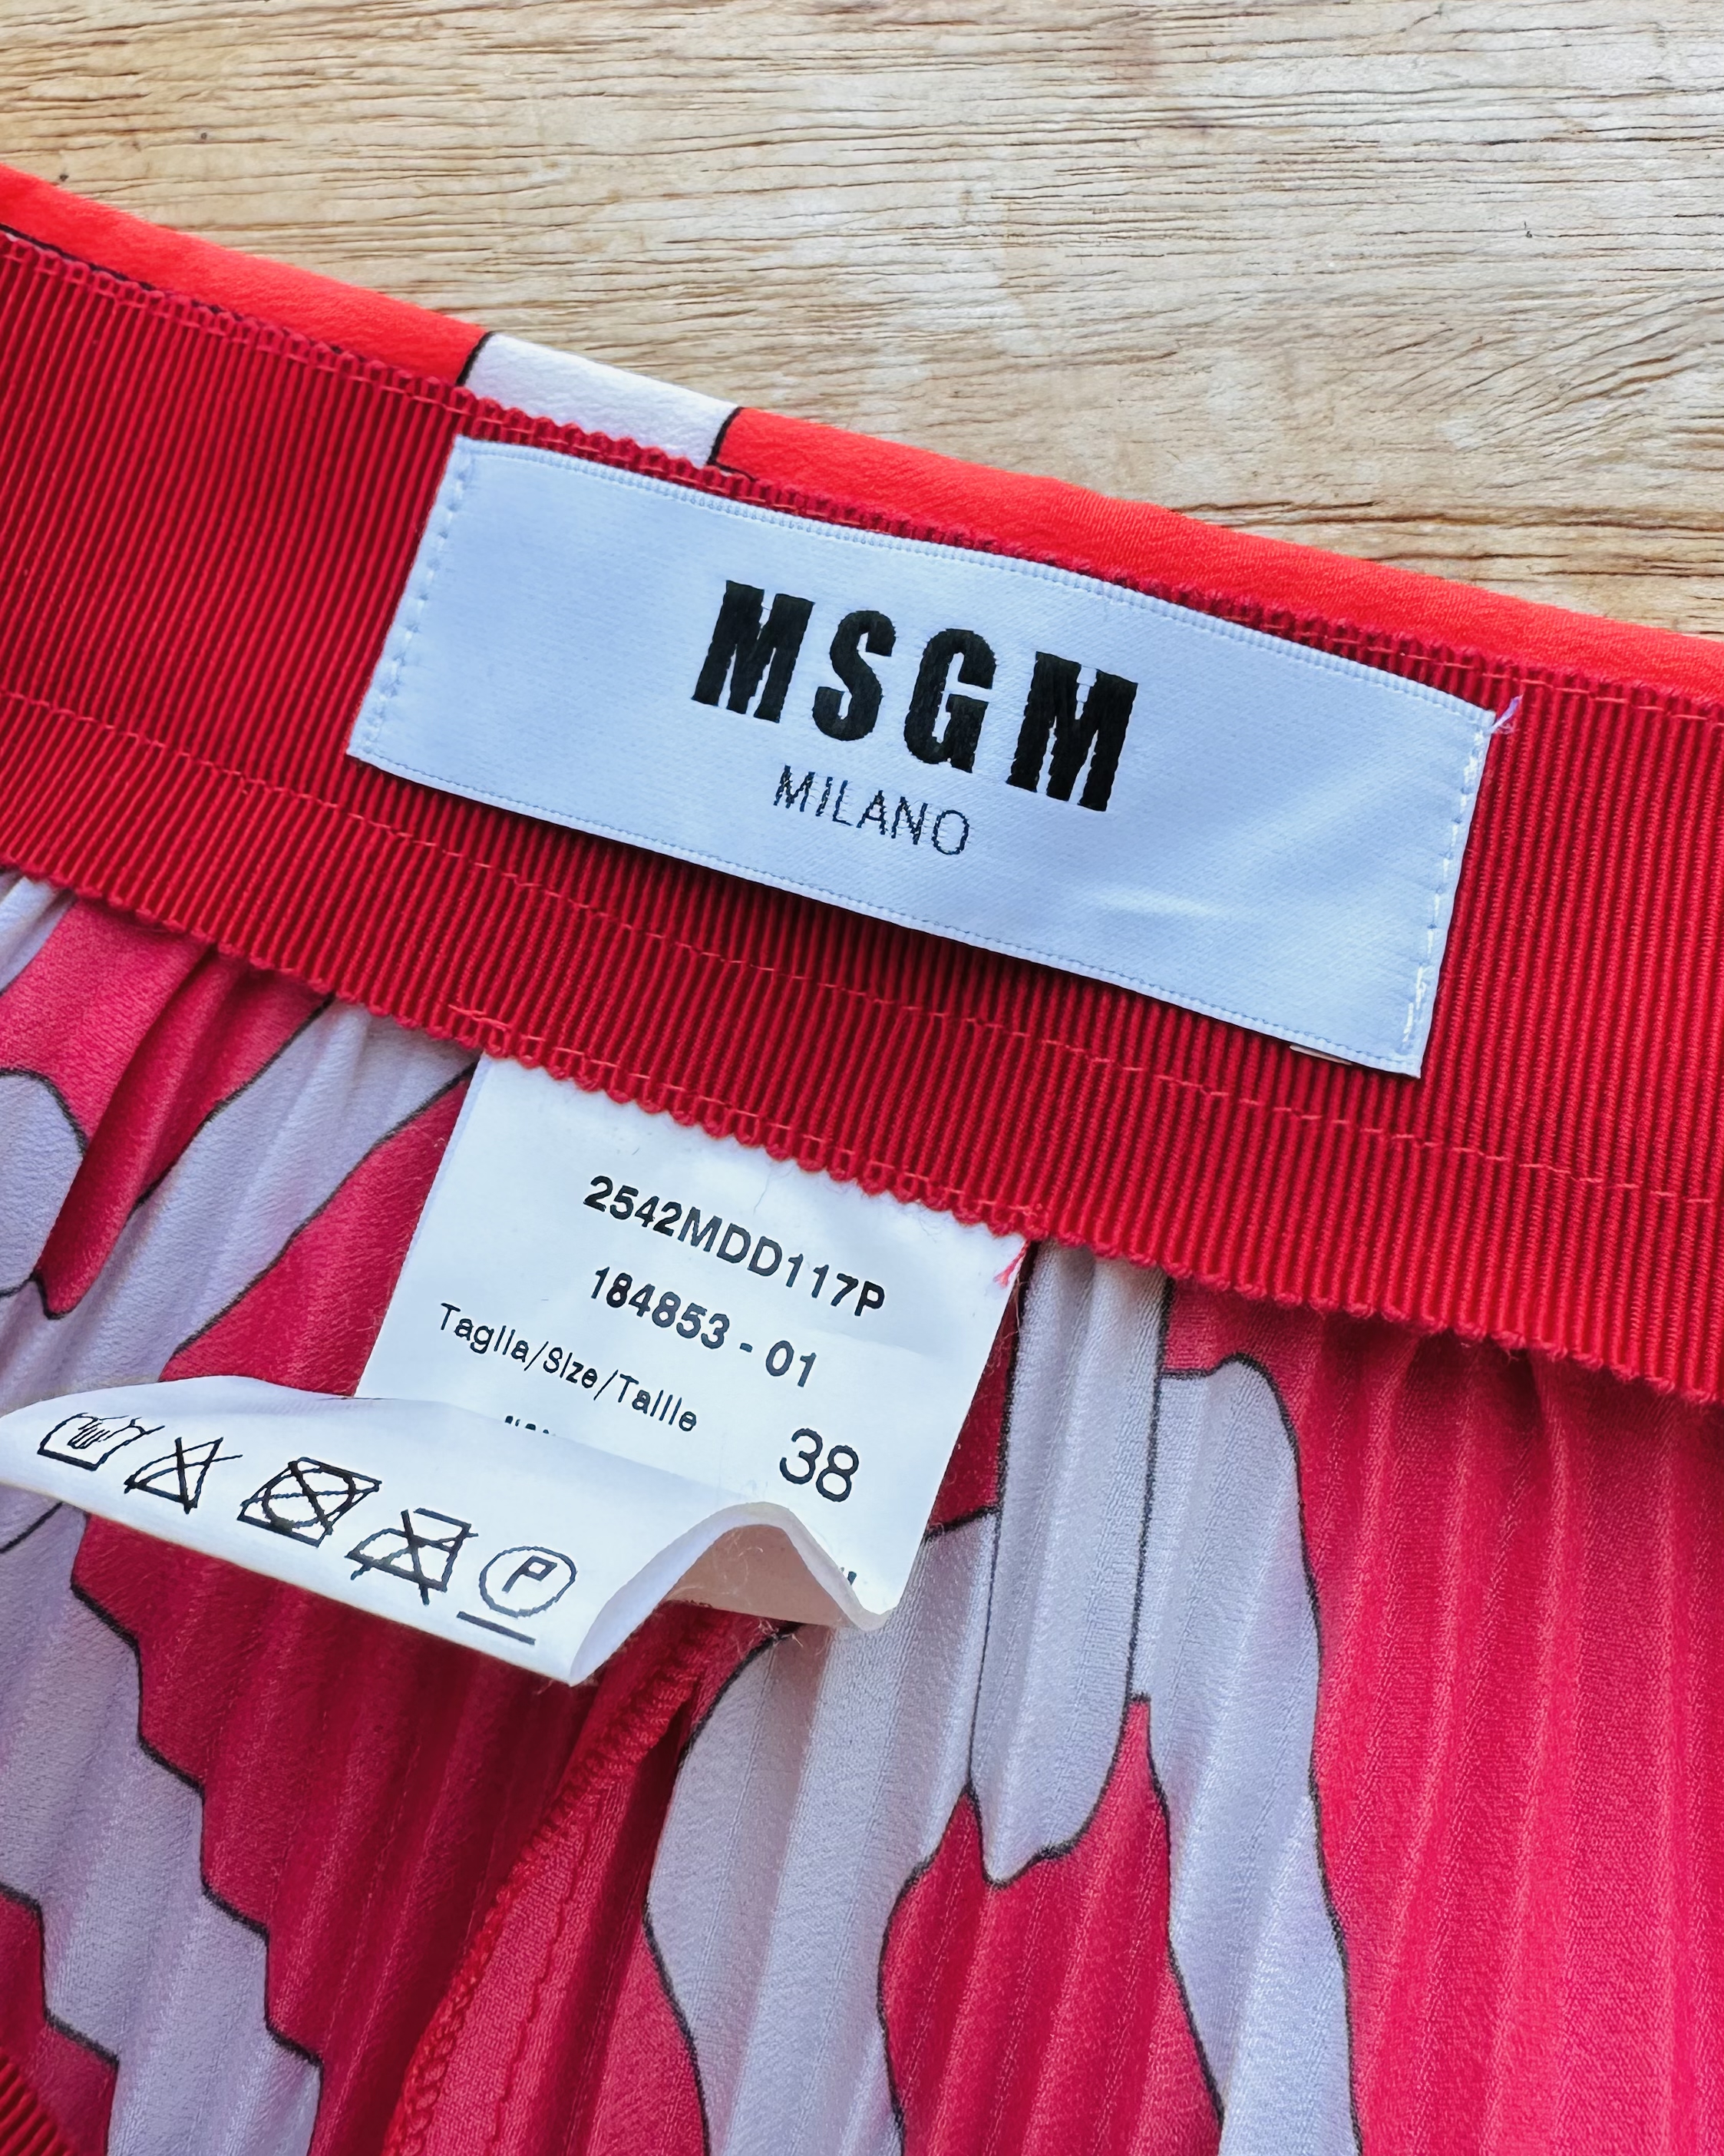 MSGM
MILANO
2542MDD117P
184853 - 01
Taglia/Size/Taille
38
P